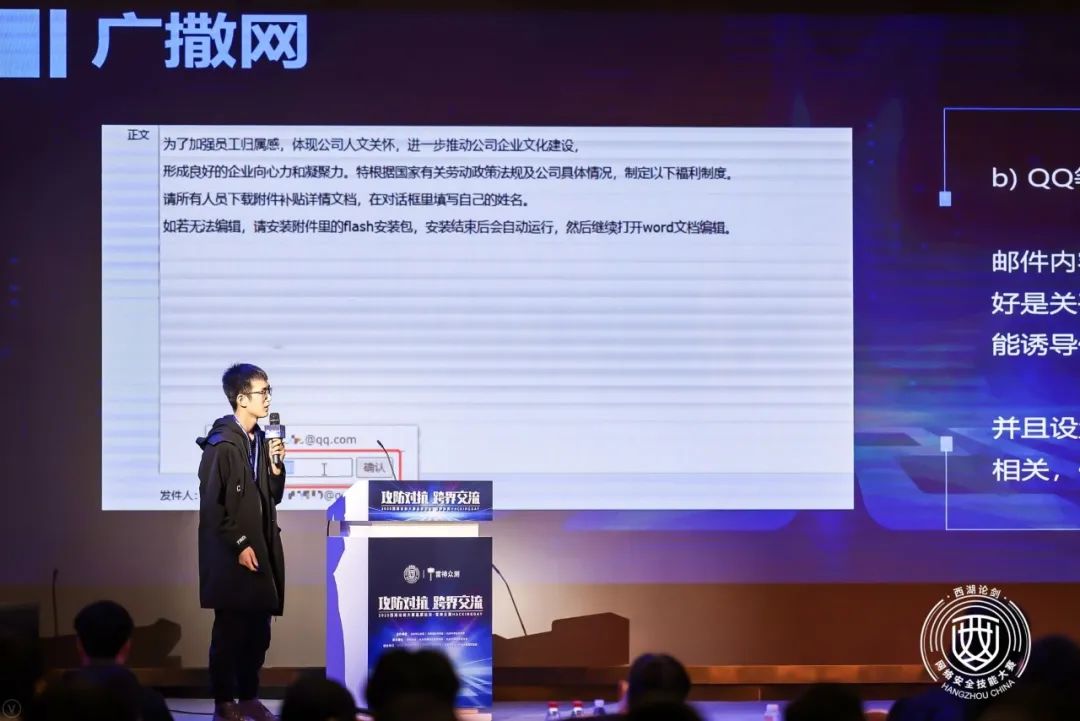 广撒网
正文
为了加强员工归属感，体现公司人文关怀，进一步推动公司企业文化建设，
形成良好的企业向心力和凝聚力。特根据国家有关劳动政策法规及公司具体情况，制定以下福利制度。
请所有人员下载附件补贴详情文档，在对话框里填写自己的姓名。
如若无法编辑，请安装附件里的flash安装包，安装结束后会自动运行，然后继续打开word文档编辑。
@qq.com
确认
发件人：
b) QQ
邮件内
好是关
能诱导
并且设
相关，
攻防对抗 跨界交流
雷神众测
攻防对抗 跨界交流
西湖论剑
网络安全技能大赛
HANGZHOU CHINA